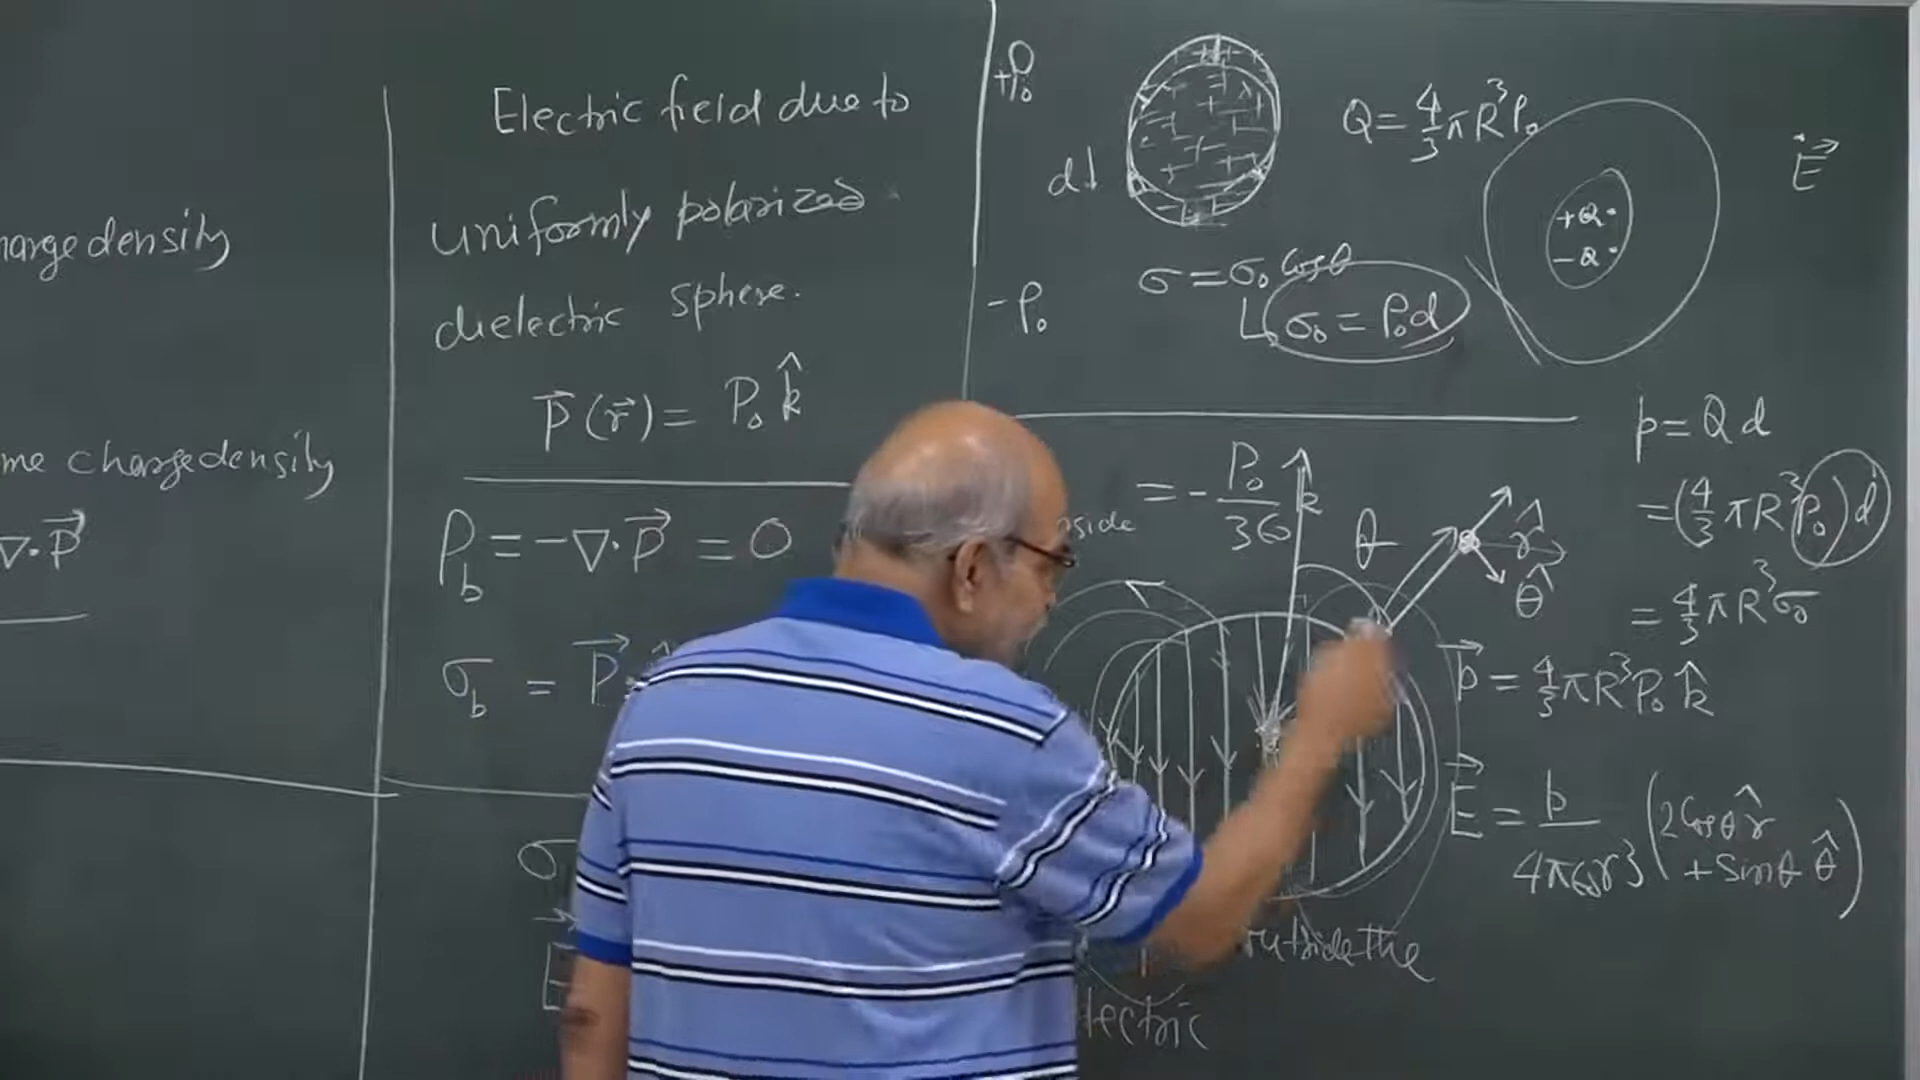 harge density
me charge density
∇·P⃗
Electric field due to
uniformly polarized
dielectric sphere.
P⃗(r⃗) = P₀ k̂
ρ_b = -∇·P⃗ = 0
σ_b = P⃗
σ
E
+ρ₀
d↓
-ρ₀
Q = 4/3 πR³ρ₀
E⃗
+Q
-Q
σ = σ₀ cosθ
σ₀ = ρ₀d
= - P₀/3ε₀ k̂
side
θ
r̂
θ̂
p = Qd
= (4/3 πR³ρ₀)d
= 4/3 πR³σ₀
p⃗ = 4/3 πR³P₀ k̂
E⃗ = p/4πε₀r³ (2cosθ r̂
+ sinθ θ̂)
outside the
lectric